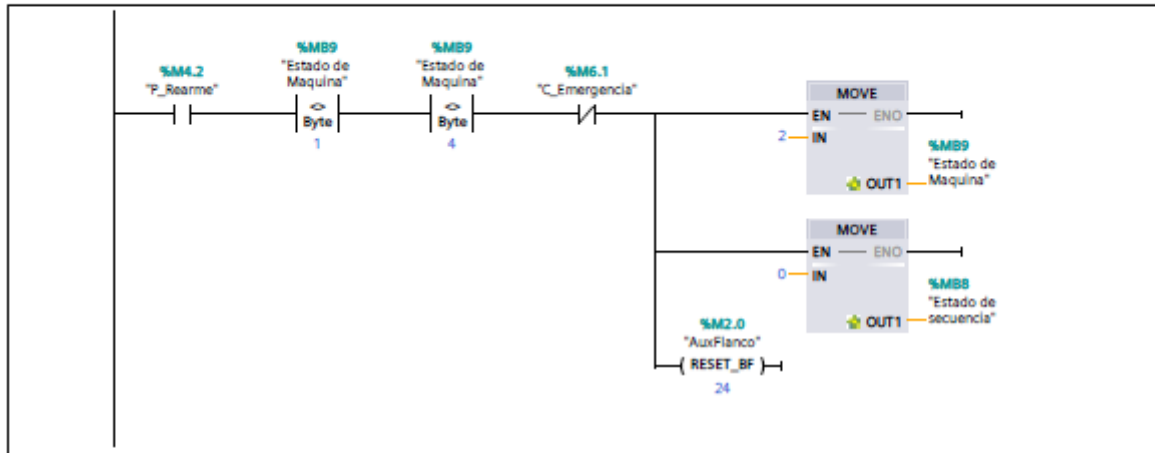 %M4.2
"P_Rearme"
%MB9
"Estado de
Maquina"
<>
Byte
1
%MB9
"Estado de
Maquina"
<>
Byte
4
%M6.1
"C_Emergencia"
MOVE
EN ENO
2 IN
OUT1
%MB9
"Estado de
Maquina"
MOVE
EN ENO
0 IN
OUT1
%MB8
"Estado de
secuencia"
%M2.0
"AuxFlanco"
RESET_BF
24